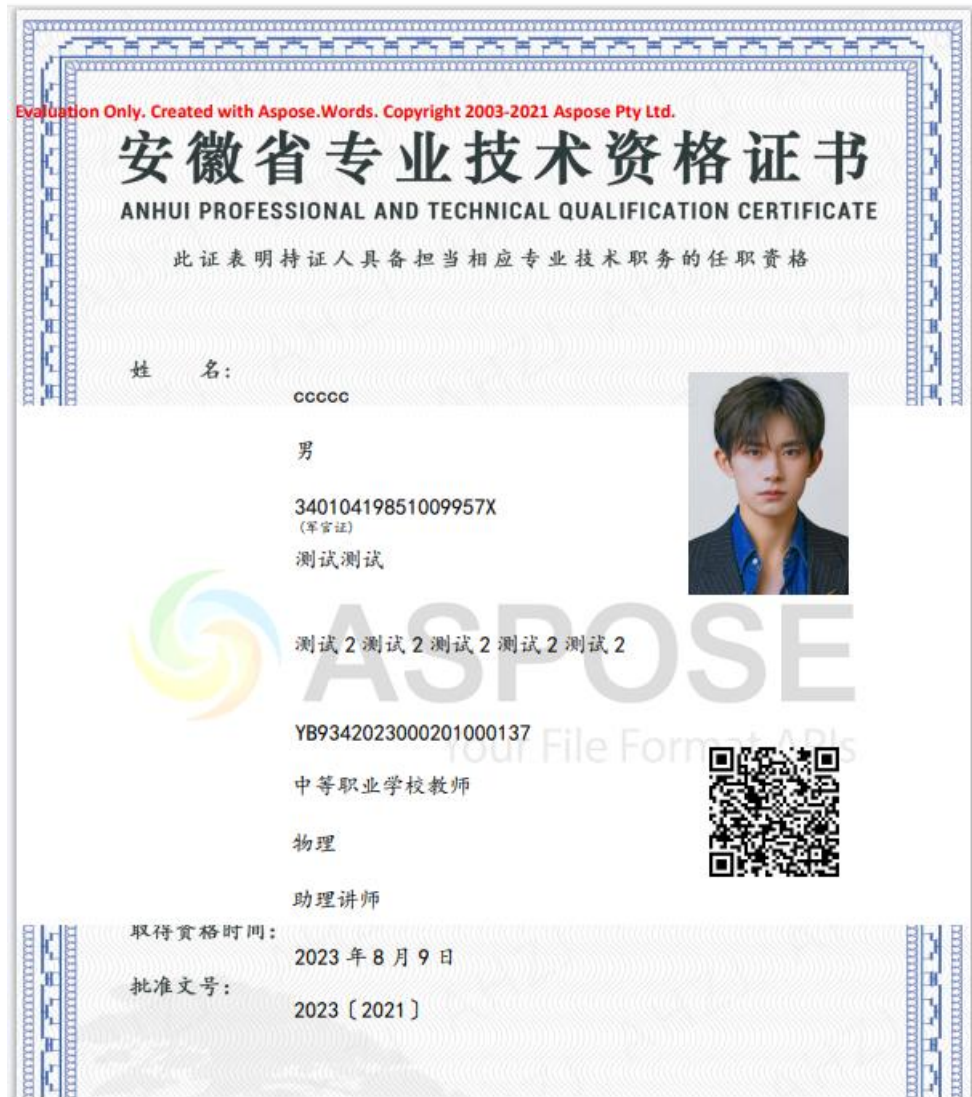 Evaluation Only. Created with Aspose.Words. Copyright 2003-2021 Aspose Pty Ltd.
安徽省专业技术资格证书
ANHUI PROFESSIONAL AND TECHNICAL QUALIFICATION CERTIFICATE
此证表明持证人具备担当相应专业技术职务的任职资格
姓 名:
ccccc
男
34010419851009957X
(军官证)
测试测试
ASPOSE
测试2测试2测试2测试2测试2
YB9342023000201000137
Your File Format APIs
中等职业学校教师
物理
助理讲师
取得资格时间:
2023年8月9日
批准文号:
2023〔2021〕